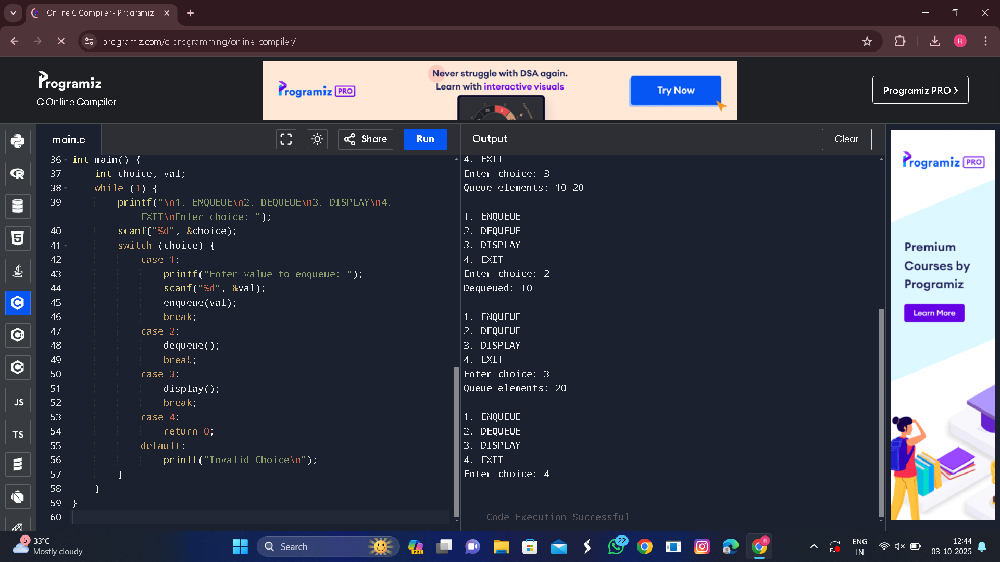 Online C Compiler - Programiz
programiz.com/c-programming/online-compiler/
R
Programiz
C Online Compiler
Programiz PRO
Never struggle with DSA again.
Learn with interactive visuals
Try Now
Programiz PRO
main.c
Share
Run
Output
Clear
36 int main() {
37 int choice, val;
38 while (1) {
39 printf("\n1. ENQUEUE\n2. DEQUEUE\n3. DISPLAY\n4.
EXIT\nEnter choice: ");
40 scanf("%d", &choice);
41 switch (choice) {
42 case 1:
43 printf("Enter value to enqueue: ");
44 scanf("%d", &val);
45 enqueue(val);
46 break;
47 case 2:
48 dequeue();
49 break;
50 case 3:
51 display();
52 break;
53 case 4:
54 return 0;
55 default:
56 printf("Invalid Choice\n");
57 }
58 }
59 }
60
4. EXIT
Enter choice: 3
Queue elements: 10 20
1. ENQUEUE
2. DEQUEUE
3. DISPLAY
4. EXIT
Enter choice: 2
Dequeued: 10
1. ENQUEUE
2. DEQUEUE
3. DISPLAY
4. EXIT
Enter choice: 3
Queue elements: 20
1. ENQUEUE
2. DEQUEUE
3. DISPLAY
4. EXIT
Enter choice: 4
=== Code Execution Successful ===
Programiz PRO
Premium
Courses by
Programiz
Learn More
JS
TS
5
33°C
Mostly cloudy
Search
PRE
22
R
ENG
IN
12:44
03-10-2025